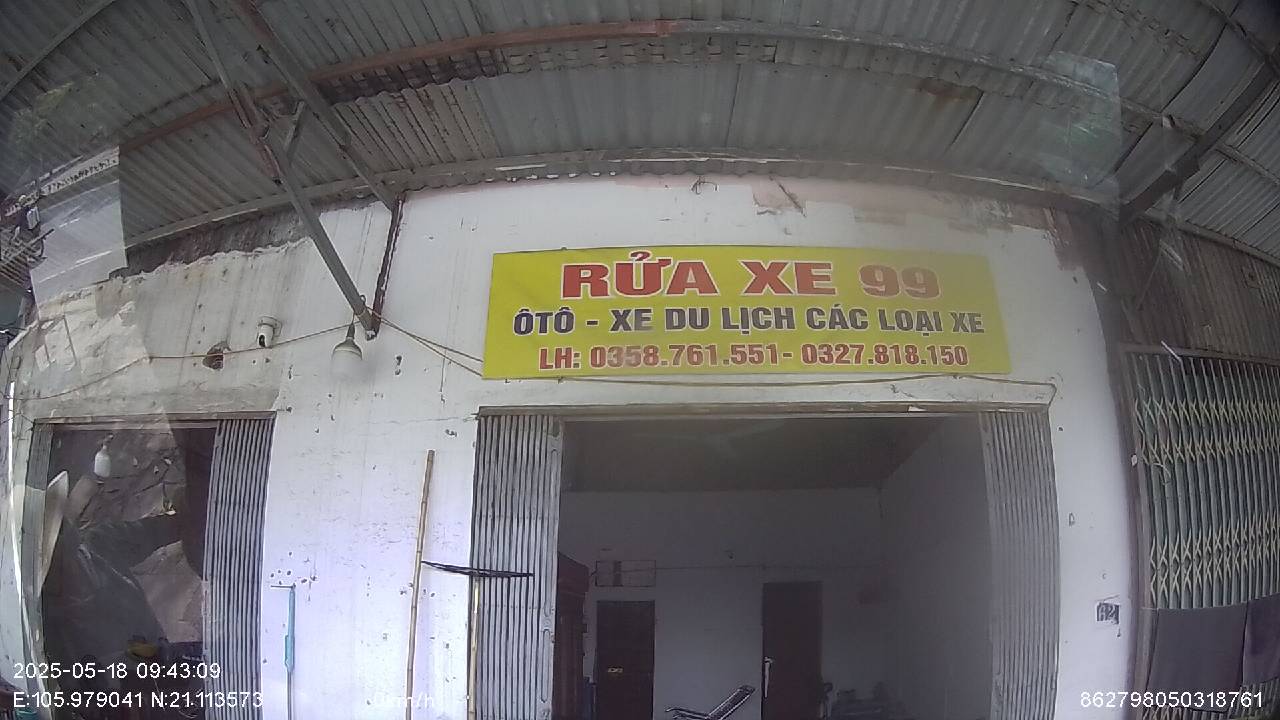 RỬA XE 99
ÔTÔ - XE DU LỊCH CÁC LOẠI XE
LH: 0358.761.551- 0327.818.150
2025-05-18 09:43:09
E:105.979041 N:21.113573
862798050318761